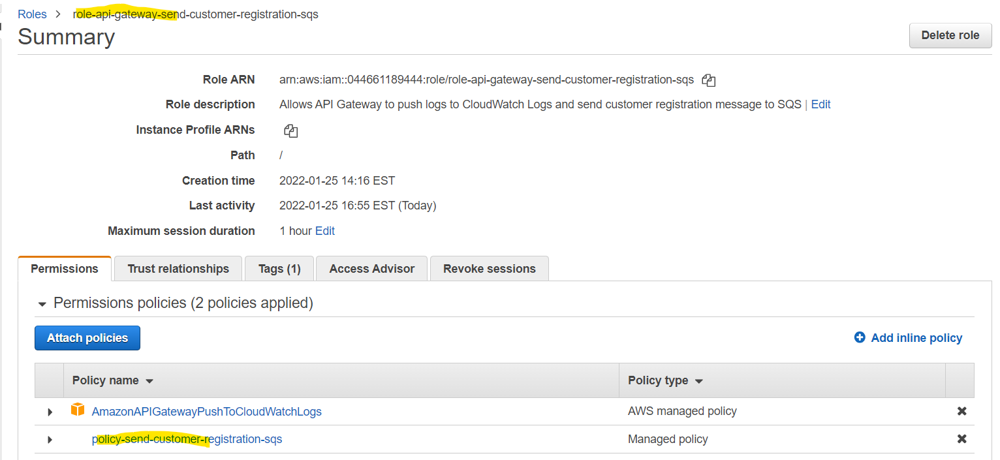 Roles > role-api-gateway-send-customer-registration-sqs
Summary
Delete role
Role ARN arn:aws:iam::044661189444:role/role-api-gateway-send-customer-registration-sqs
Role description Allows API Gateway to push logs to CloudWatch Logs and send customer registration message to SQS | Edit
Instance Profile ARNs
Path /
Creation time 2022-01-25 14:16 EST
Last activity 2022-01-25 16:55 EST (Today)
Maximum session duration 1 hour Edit
Permissions Trust relationships Tags (1) Access Advisor Revoke sessions
Permissions policies (2 policies applied)
Attach policies Add inline policy
Policy name Policy type
AmazonAPIGatewayPushToCloudWatchLogs AWS managed policy
policy-send-customer-registration-sqs Managed policy